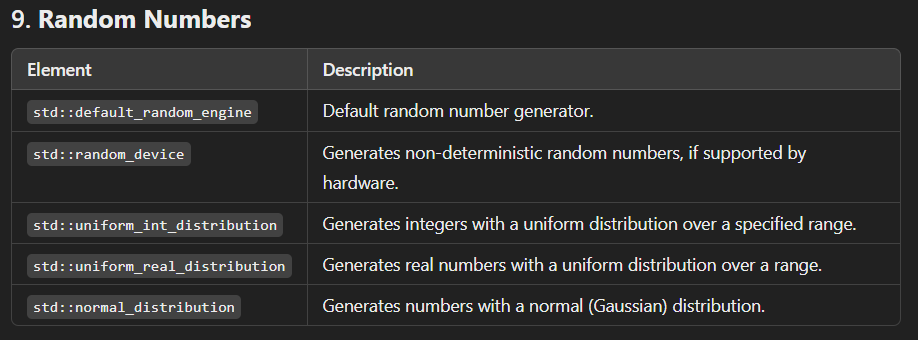 9. Random Numbers
Element Description
std::default_random_engine Default random number generator.
std::random_device Generates non-deterministic random numbers, if supported by
hardware.
std::uniform_int_distribution Generates integers with a uniform distribution over a specified range.
std::uniform_real_distribution Generates real numbers with a uniform distribution over a range.
std::normal_distribution Generates numbers with a normal (Gaussian) distribution.